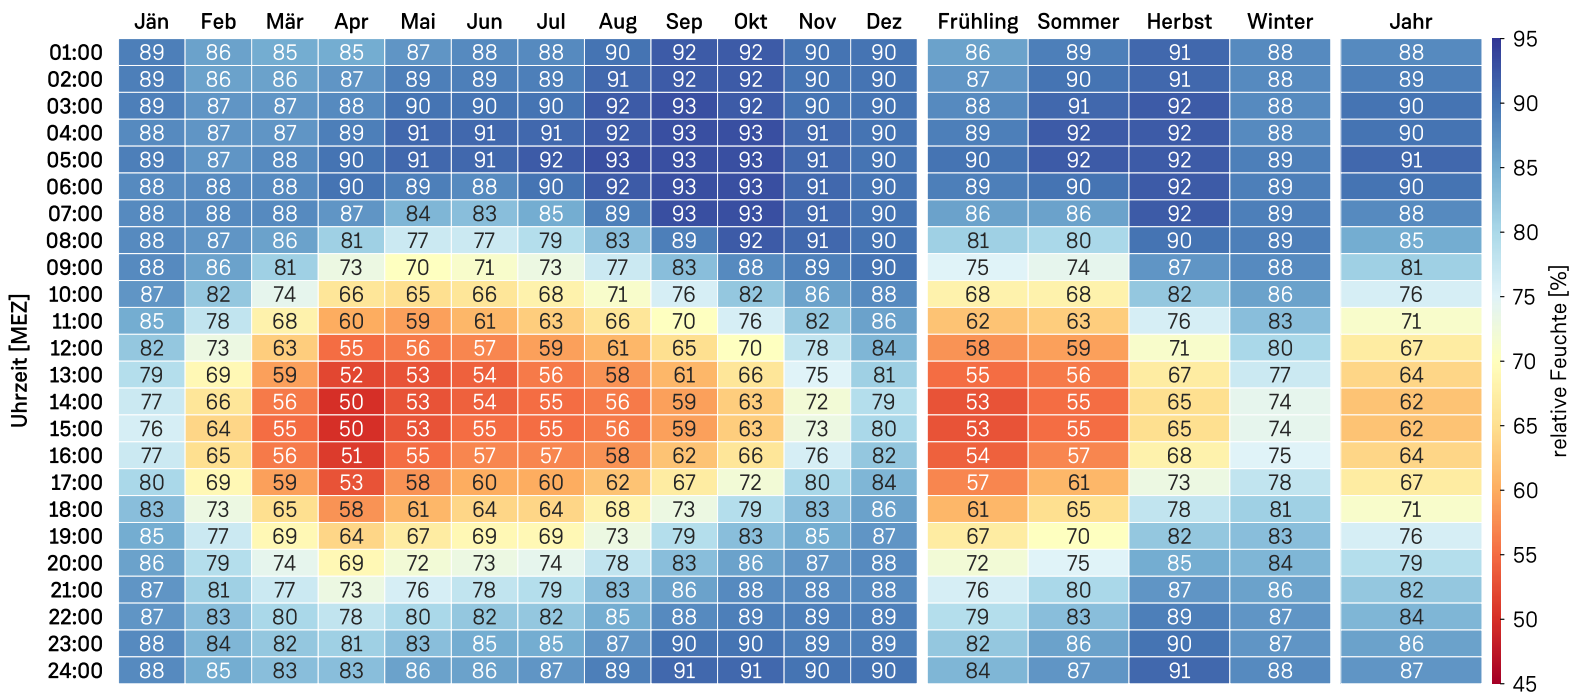 Jän Feb Mär Apr Mai Jun Jul Aug Sep Okt Nov Dez Frühling Sommer Herbst Winter Jahr
01:00 89 86 85 85 87 88 88 90 92 92 90 90 86 89 91 88 88
02:00 89 86 86 87 89 89 89 91 92 92 90 90 87 90 91 88 89
03:00 89 87 87 88 90 90 90 92 93 92 90 90 88 91 92 88 90
04:00 88 87 87 89 91 91 91 92 93 93 91 90 89 92 92 88 90
05:00 89 87 88 90 91 91 92 93 93 93 91 90 90 92 92 89 91
06:00 88 88 88 90 89 88 90 92 93 93 91 90 89 90 92 89 90
07:00 88 88 88 87 84 83 85 89 93 93 91 90 86 86 92 89 88
08:00 88 87 86 81 77 77 79 83 89 92 91 90 81 80 90 89 85
09:00 88 86 81 73 70 71 73 77 83 88 89 90 75 74 87 88 81
10:00 87 82 74 66 65 66 68 71 76 82 86 88 68 68 82 86 76
11:00 85 78 68 60 59 61 63 66 70 76 82 86 62 63 76 83 71
12:00 82 73 63 55 56 57 59 61 65 70 78 84 58 59 71 80 67
13:00 79 69 59 52 53 54 56 58 61 66 75 81 55 56 67 77 64
14:00 77 66 56 50 53 54 55 56 59 63 72 79 53 55 65 74 62
15:00 76 64 55 50 53 55 55 56 59 63 73 80 53 55 65 74 62
16:00 77 65 56 51 55 57 57 58 62 66 76 82 54 57 68 75 64
17:00 80 69 59 53 58 60 60 62 67 72 80 84 57 61 73 78 67
18:00 83 73 65 58 61 64 64 68 73 79 83 86 61 65 78 81 71
19:00 85 77 69 64 67 69 69 73 79 83 85 87 67 70 82 83 76
20:00 86 79 74 69 72 73 74 78 83 86 87 88 72 75 85 84 79
21:00 87 81 77 73 76 78 79 83 86 88 88 88 76 80 87 86 82
22:00 87 83 80 78 80 82 82 85 88 89 89 89 79 83 89 87 84
23:00 88 84 82 81 83 85 85 87 90 90 89 89 82 86 90 87 86
24:00 88 85 83 83 86 86 87 89 91 91 90 90 84 87 91 88 87
Uhrzeit [MEZ]
95
90
85
80
75
70
65
60
55
50
45
relative Feuchte [%]